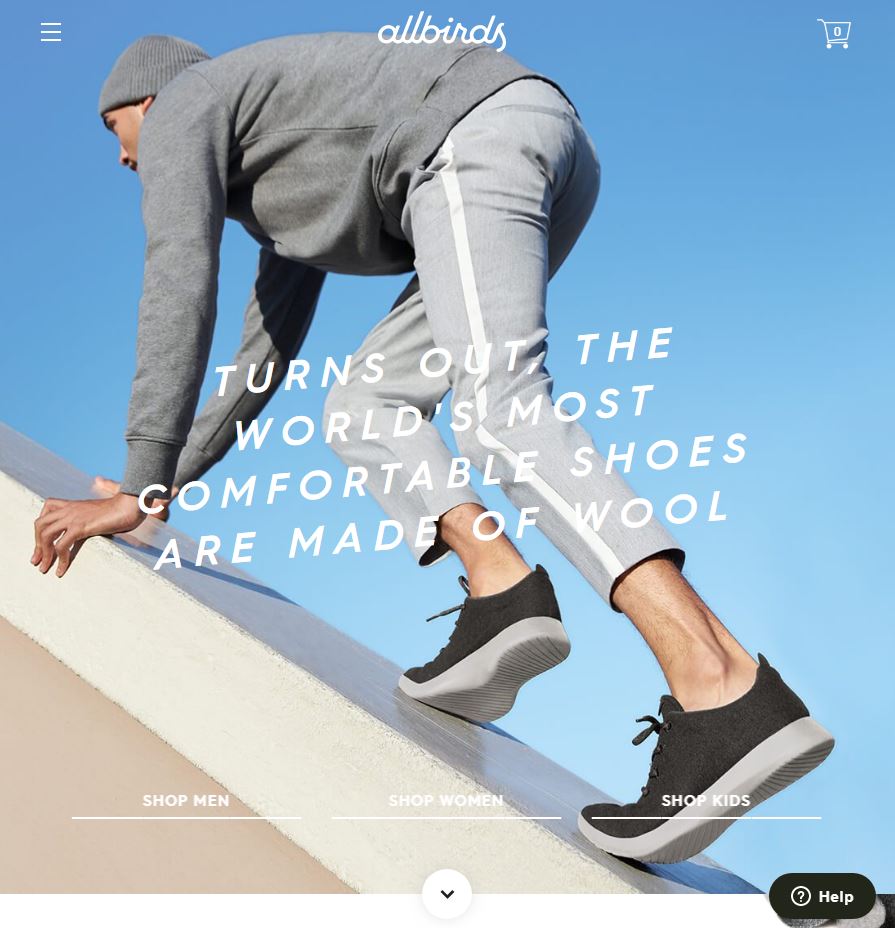 allbirds
0
TURNS OUT, THE
WORLD'S MOST
COMFORTABLE SHOES
ARE MADE OF WOOL
SHOP MEN
SHOP WOMEN
SHOP KIDS
? Help